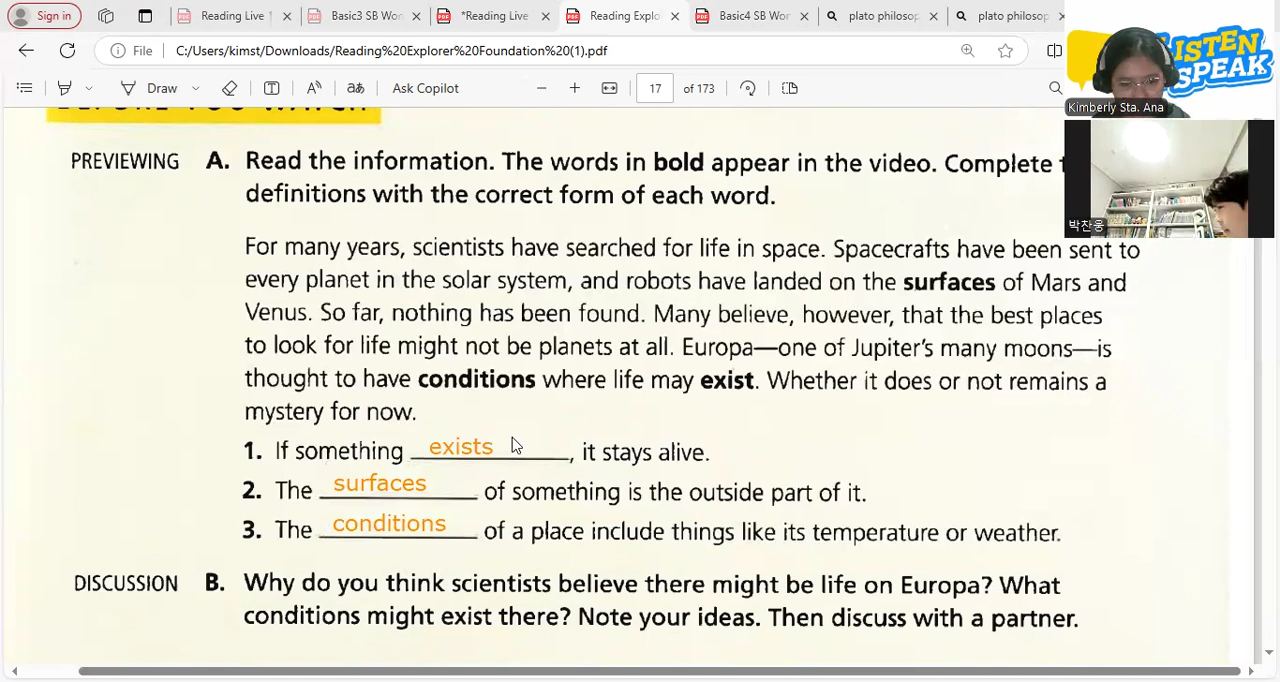 Sign in
Reading Live
Basic3 SB Wor
*Reading Live
Reading Explo
Basic4 SB Wor
plato philosop
plato philosop
File
C:/Users/kimst/Downloads/Reading%20Explorer%20Foundation%20(1).pdf
Draw
Ask Copilot
17
of 173
LISTEN
SPEAK
Kimberly Sta. Ana
박찬웅
BEFORE YOU WATCH
PREVIEWING
A. Read the information. The words in bold appear in the video. Complete
definitions with the correct form of each word.
For many years, scientists have searched for life in space. Spacecrafts have been sent to
every planet in the solar system, and robots have landed on the surfaces of Mars and
Venus. So far, nothing has been found. Many believe, however, that the best places
to look for life might not be planets at all. Europa—one of Jupiter's many moons—is
thought to have conditions where life may exist. Whether it does or not remains a
mystery for now.
1. If something exists, it stays alive.
2. The surfaces of something is the outside part of it.
3. The conditions of a place include things like its temperature or weather.
DISCUSSION
B. Why do you think scientists believe there might be life on Europa? What
conditions might exist there? Note your ideas. Then discuss with a partner.